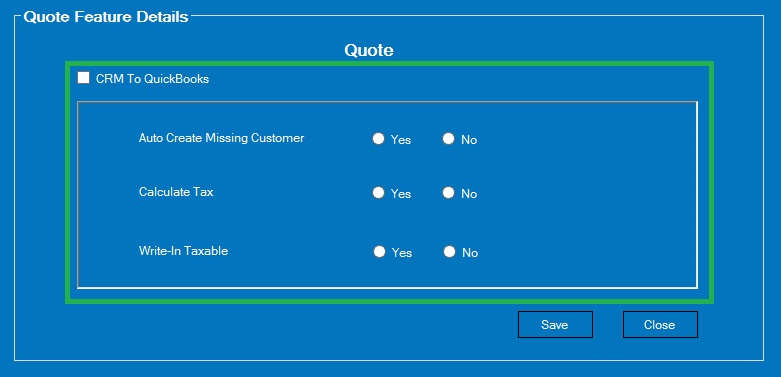 Quote Feature Details
Quote
CRM To QuickBooks
Auto Create Missing Customer Yes No
Calculate Tax Yes No
Write-In Taxable Yes No
Save Close